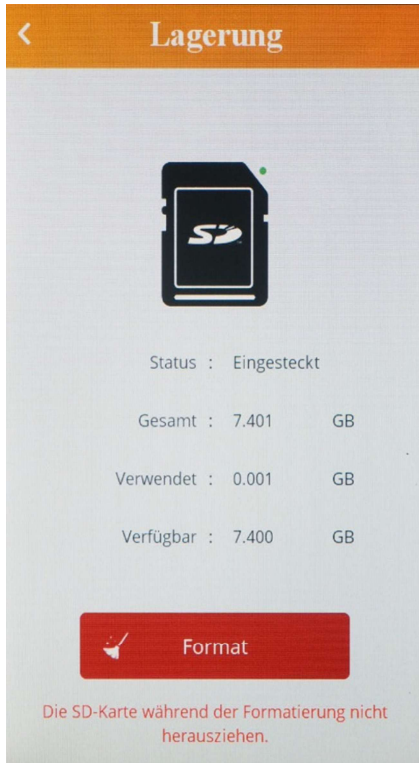 Lagerung
SD
Status : Eingesteckt
Gesamt : 7.401 GB
Verwendet : 0.001 GB
Verfügbar : 7.400 GB
Format
Die SD-Karte während der Formatierung nicht
herausziehen.